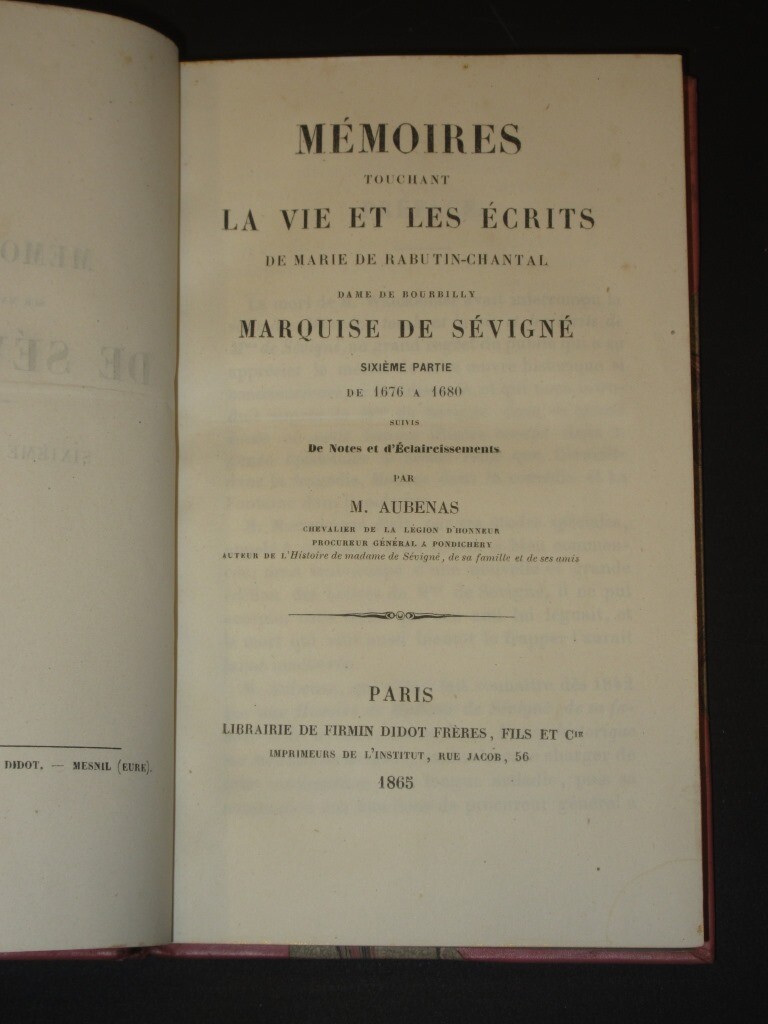 DIDOT. — MESNIL (EURE).
MÉMOIRES
TOUCHANT
LA VIE ET LES ÉCRITS
DE MARIE DE RABUTIN-CHANTAL
DAME DE BOURBILLY
MARQUISE DE SÉVIGNÉ
SIXIÈME PARTIE
DE 1676 A 1680
SUIVIS
De Notes et d'Éclaircissements
PAR
M. AUBENAS
CHEVALIER DE LA LÉGION D'HONNEUR
PROCUREUR GÉNÉRAL A PONDICHÉRY
AUTEUR DE L'Histoire de madame de Sévigné, de sa famille et de ses amis
PARIS
LIBRAIRIE DE FIRMIN DIDOT FRÈRES, FILS ET Cie
IMPRIMEURS DE L'INSTITUT, RUE JACOB, 56
1865